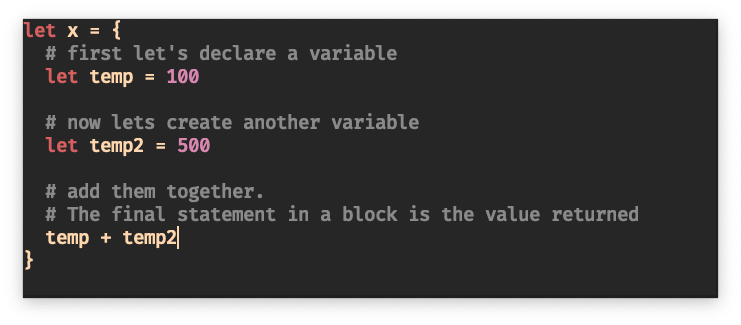 let x = {
  # first let's declare a variable
  let temp = 100

  # now lets create another variable
  let temp2 = 500

  # add them together.
  # The final statement in a block is the value returned
  temp + temp2
}